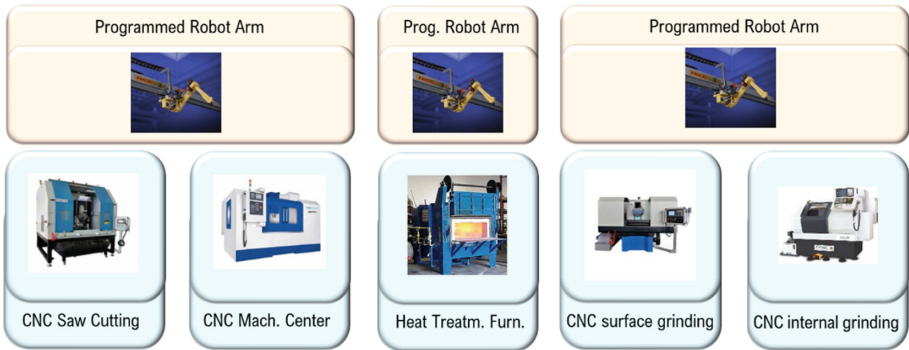 Programmed Robot Arm
Prog. Robot Arm
Programmed Robot Arm
CNC Saw Cutting
CNC Mach. Center
Heat Treatm. Furn.
CNC surface grinding
CNC internal grinding